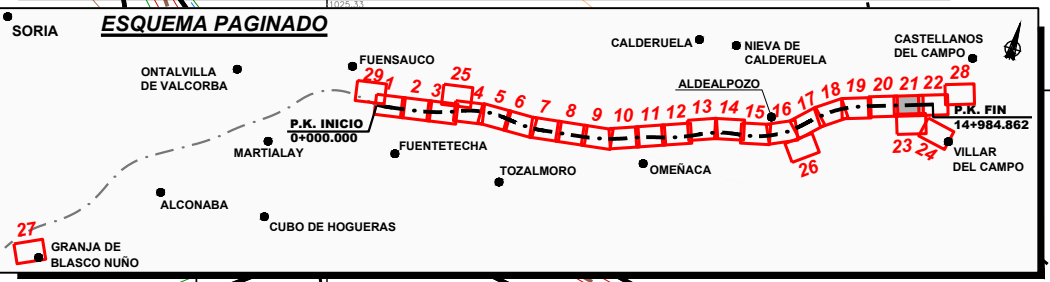 1025.33
ESQUEMA PAGINADO
SORIA
ONTALVILLA
DE VALCORBA
FUENSAUCO
CALDERUELA
NIEVA DE
CALDERUELA
CASTELLANOS
DEL CAMPO
ALDEALPOZO
29
1
2
3
25
4
5
6
7
8
9
10
11
12
13
14
15
16
17
18
19
20
21
22
28
P.K. INICIO
0+000.000
P.K. FIN
14+984.862
23
24
26
MARTIALAY
FUENTETECHA
TOZALMORO
OMEÑACA
VILLAR
DEL CAMPO
ALCONABA
CUBO DE HOGUERAS
27
GRANJA DE
BLASCO NUÑO